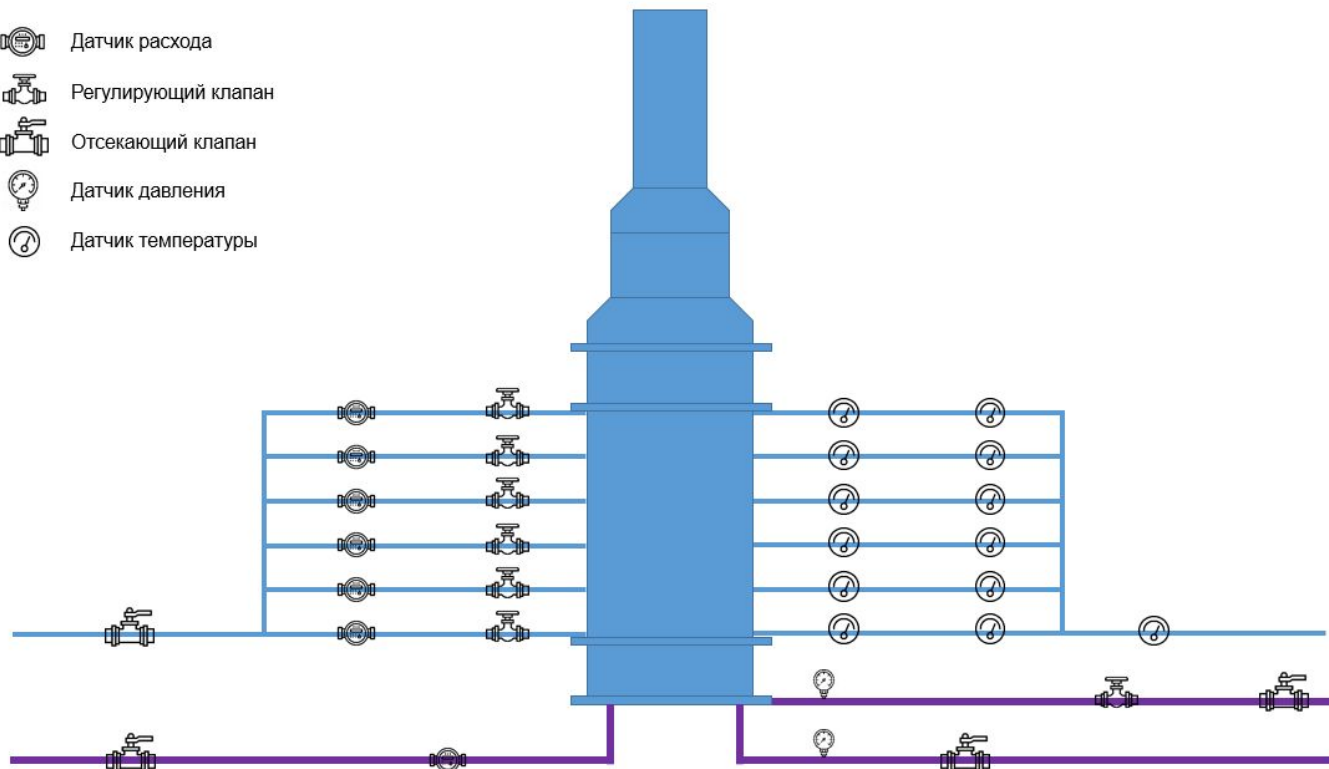 Датчик расхода
Регулирующий клапан
Отсекающий клапан
Датчик давления
Датчик температуры